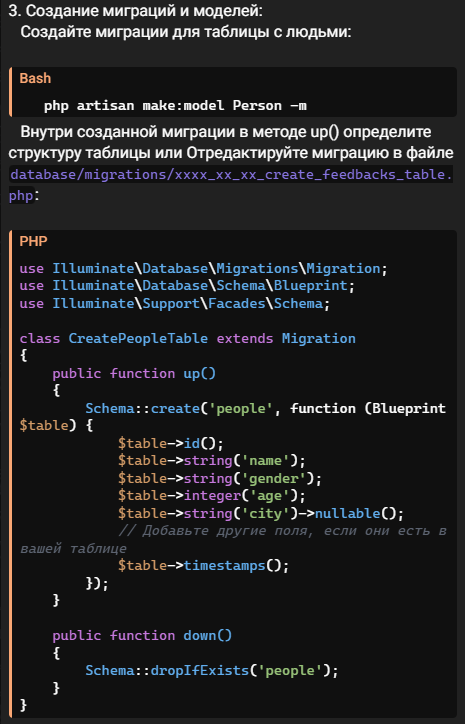 3. Создание миграций и моделей:
Создайте миграции для таблицы с людьми:
Bash
php artisan make:model Person -m
Внутри созданной миграции в методе up() определите
структуру таблицы или Отредактируйте миграцию в файле
database/migrations/xxxx_xx_xx_create_feedbacks_table.
php:
PHP
use Illuminate\Database\Migrations\Migration;
use Illuminate\Database\Schema\Blueprint;
use Illuminate\Support\Facades\Schema;
class CreatePeopleTable extends Migration
{
    public function up()
    {
        Schema::create('people', function (Blueprint
$table) {
            $table->id();
            $table->string('name');
            $table->string('gender');
            $table->integer('age');
            $table->string('city')->nullable();
            // Добавьте другие поля, если они есть в
вашей таблице
            $table->timestamps();
        });
    }
    public function down()
    {
        Schema::dropIfExists('people');
    }
}